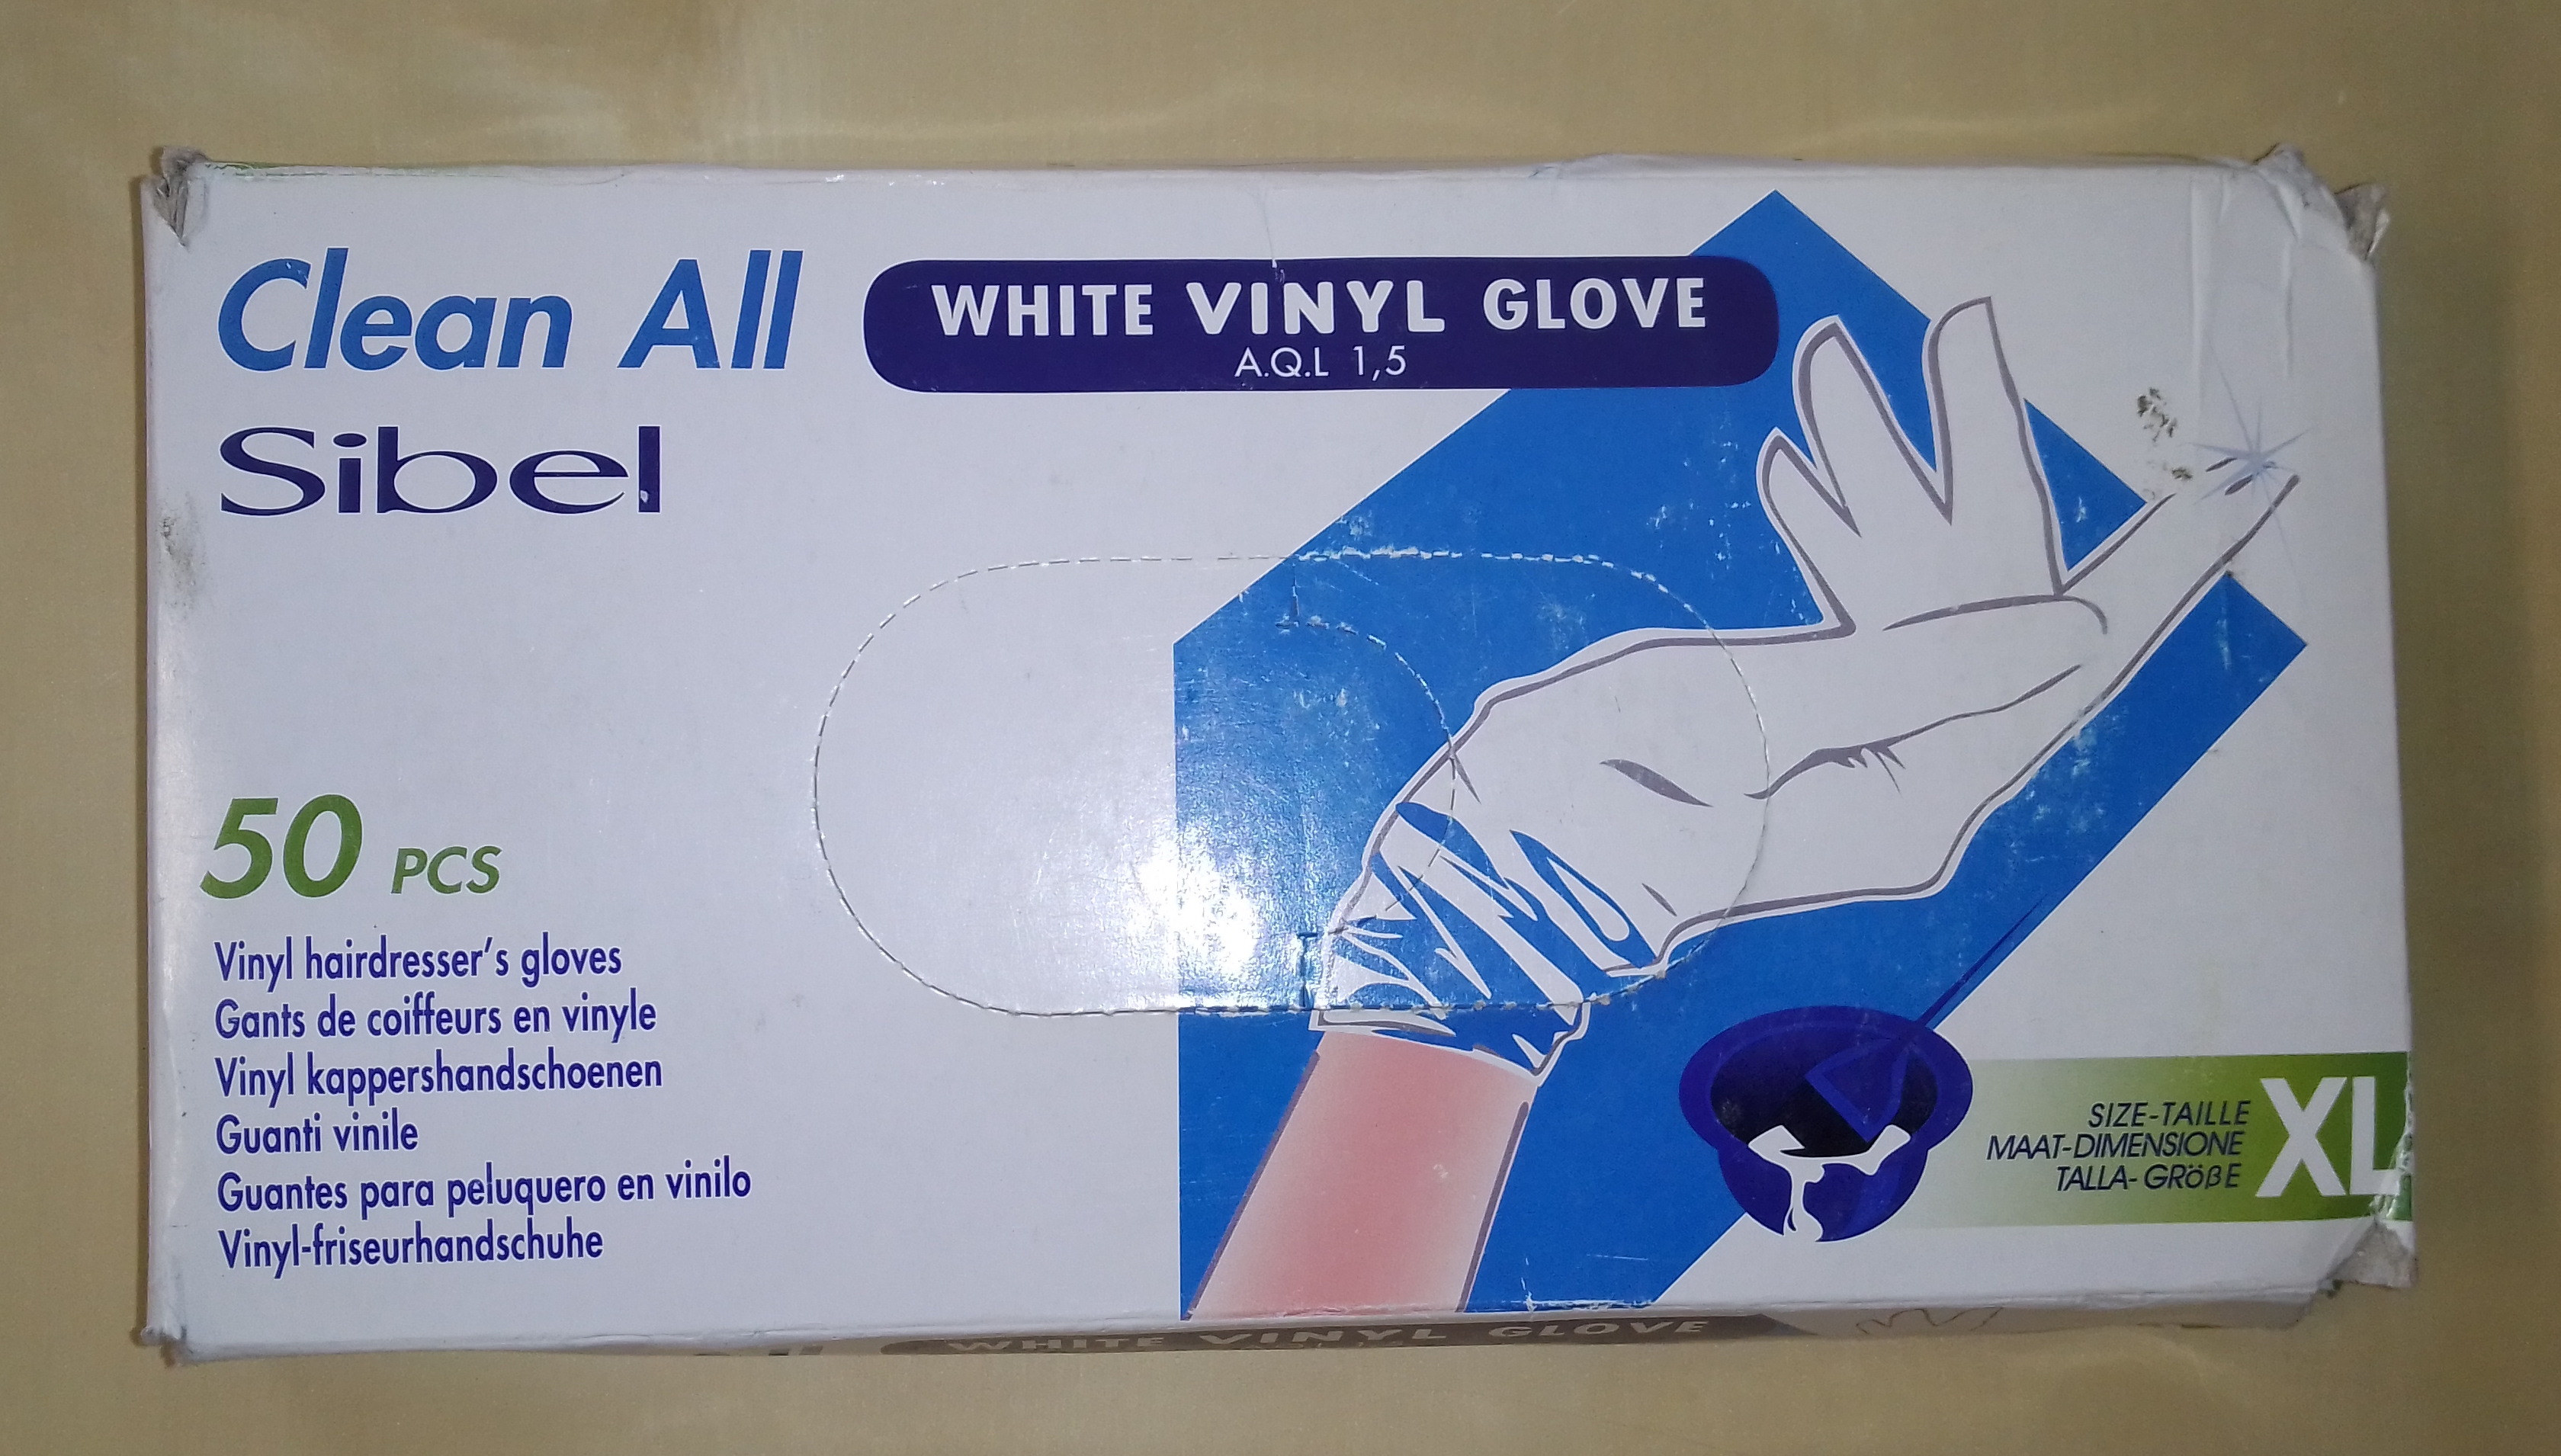 Clean All
WHITE VINYL GLOVE
A.Q.L 1,5
Sibel
50 PCS
Vinyl hairdresser's gloves
Gants de coiffeurs en vinyle
Vinyl kappershandschoenen
Guanti vinile
Guantes para peluquero en vinilo
Vinyl-friseurhandschuhe
SIZE-TAILLE
MAAT-DIMENSIONE
TALLA-GRÖßE
XL
WHITE VINYL GLOVE